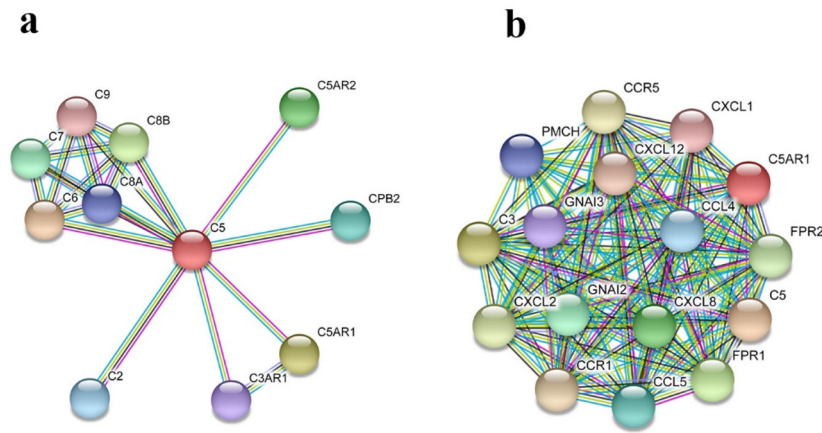 a
b
C9
C8B
C5AR2
C7
C8A
C6
CPB2
C5
C5AR1
C3AR1
C2
CCR5
CXCL1
PMCH
CXCL12
C5AR1
C3
GNAI3
CCL4
FPR2
C5
CXCL2
GNAI2
CXCL8
FPR1
CCR1
CCL5